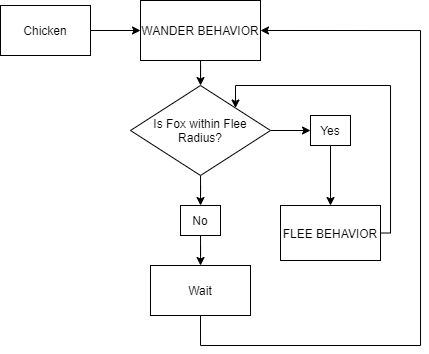 Chicken
WANDER BEHAVIOR
Is Fox within Flee
Radius?
Yes
No
FLEE BEHAVIOR
Wait